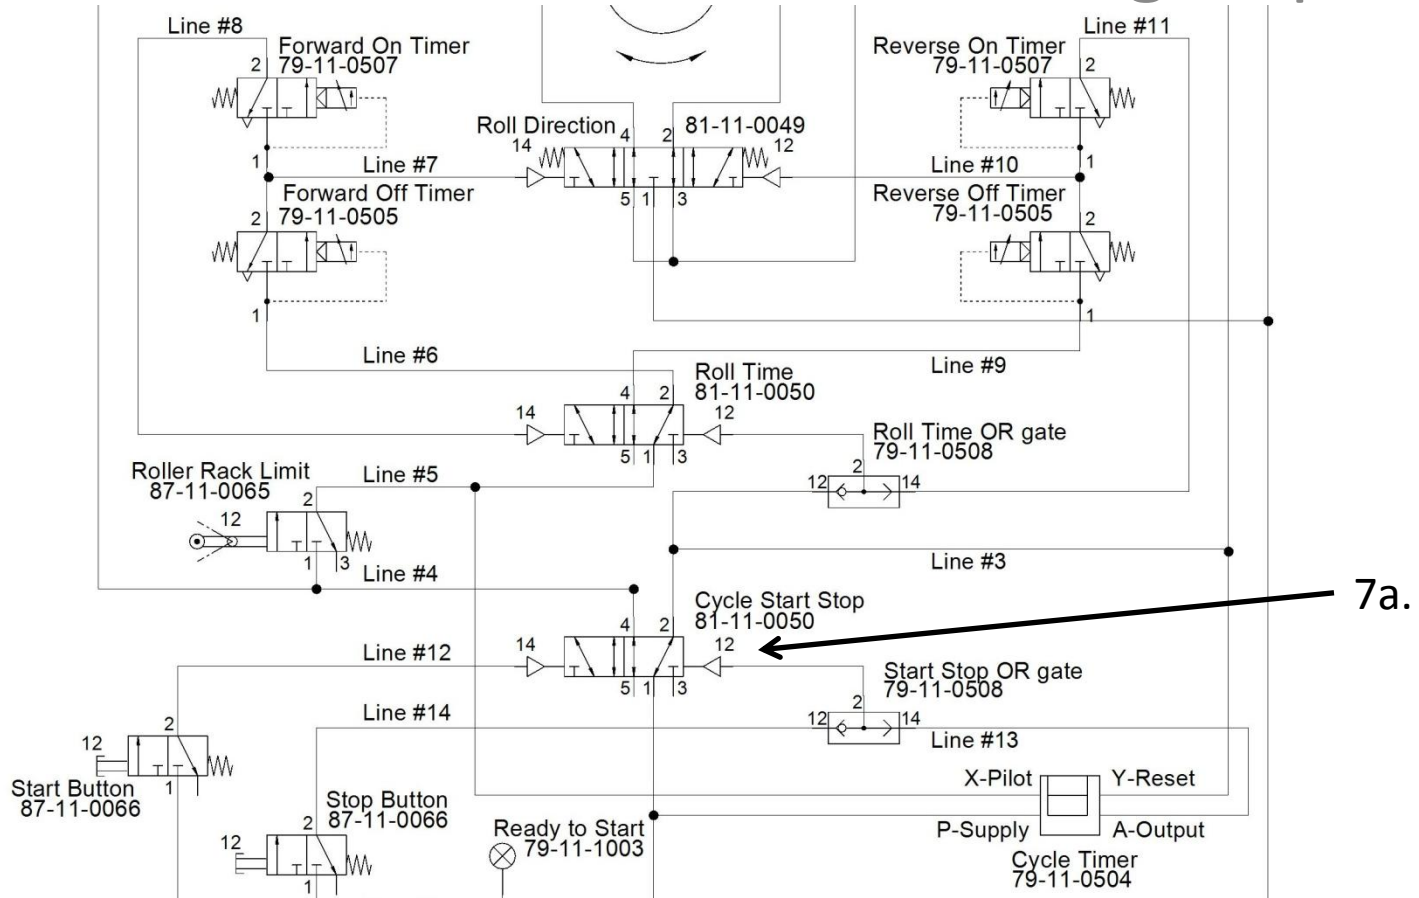 Line #8
Line #11
Forward On Timer
79-11-0507
2
Reverse On Timer
79-11-0507
2
Roll Direction
14
4
2
81-11-0049
12
1
Line #7
5
1
3
Line #10
1
Forward Off Timer
79-11-0505
2
Reverse Off Timer
79-11-0505
2
1
1
Line #6
Line #9
Roll Time
81-11-0050
14
4
2
12
5
1
3
Roll Time OR gate
79-11-0508
2
12
14
Roller Rack Limit
87-11-0065
Line #5
2
12
1
3
Line #3
Line #4
Cycle Start Stop
81-11-0050
7a.
Line #12
14
4
2
12
5
1
3
Start Stop OR gate
79-11-0508
2
12
14
Line #14
Line #13
2
12
1
Start Button
87-11-0066
X-Pilot
Y-Reset
Stop Button
87-11-0066
2
12
1
Ready to Start
79-11-1003
P-Supply
A-Output
Cycle Timer
79-11-0504